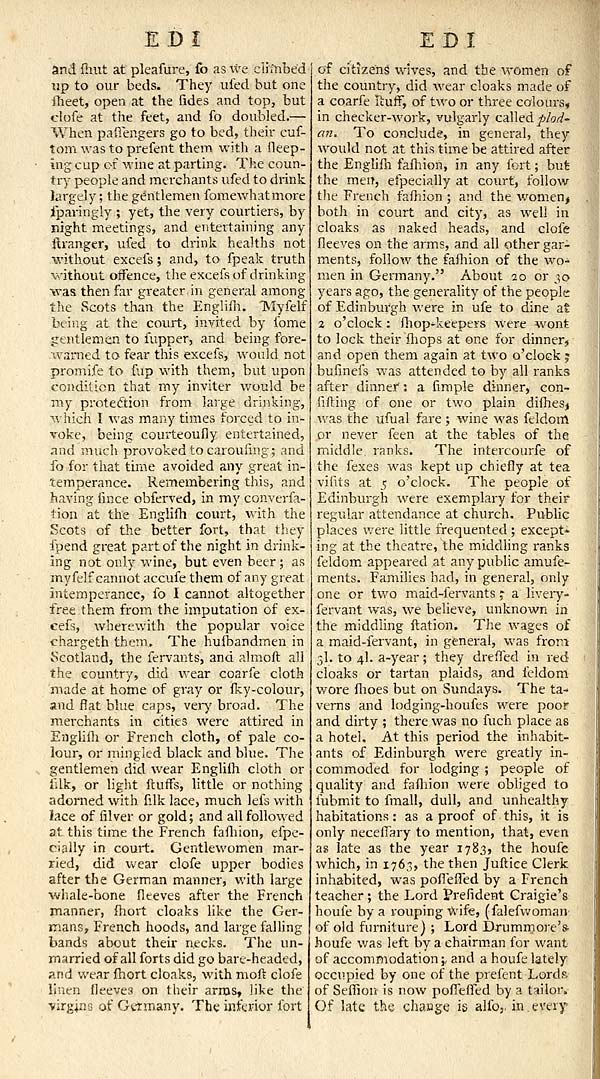 EDI
and ſhut at pleaſure, ſo as we climbed
up to our beds. They uſed but one
ſheet, open at the ſides and top, but
cloſe at the feet, and ſo doubled.—
When paſſengers go to bed, their cuſ-
tom was to preſent them with a ſleep-
ing cup of wine at parting. The coun-
try people and merchants uſed to drink
largely; the gentlemen ſomewhat more
ſparingly; yet, the very courtiers, by
night meetings, and entertaining any
ſtranger, uſed to drink healths not
without exceſs; and, to ſpeak truth
without offence, the exceſs of drinking
was then far greater in general among
the Scots than the Engliſh. Myſelf
being at the court, invited by ſome
gentlemen to ſupper, and being fore-
warned to fear this exceſs, would not
promiſe to ſup with them, but upon
condition that my inviter would be
my protection from large drinking,
which I was many times forced to in-
voke, being courteouſly entertained,
and much provoked to carouſing; and
ſo for that time avoided any great in-
temperance. Remembering this, and
having ſince obſerved, in my converſa-
tion at the Engliſh court, with the
Scots of the better ſort, that they
ſpend great part of the night in drink-
ing not only wine, but even beer; as
myſelf cannot accuſe them of any great
intemperance, ſo I cannot altogether
free them from the imputation of ex-
ceſs, wherewith the popular voice
chargeth them. The huſbandmen in
Scotland, the ſervants, and almoſt all
the country, did wear coarſe cloth
made at home of gray or ſky-colour,
and flat blue caps, very broad. The
merchants in cities were attired in
Engliſh or French cloth, of pale co-
lour, or mingled black and blue. The
gentlemen did wear Engliſh cloth or
ſilk, or light ſtuffs, little or nothing
adorned with ſilk lace, much leſs with
lace of ſilver or gold; and all followed
at this time the French faſhion, eſpe-
cially in court. Gentlewomen mar-
ried, did wear cloſe upper bodies
after the German manner, with large
whale-bone ſleeves after the French
manner, ſhort cloaks like the Ger-
mans, French hoods, and large falling
bands about their necks. The un-
married of all ſorts did go bare-headed,
and wear ſhort cloaks, with moſt cloſe
linen ſleeves on their arms, like the
virgins of Germany. The inferior ſort
EDI
of citizens wives, and the women of
the country, did wear cloaks made of
a coarſe ſtuff, of two or three colours,
in checker-work, vulgarly called plod-
an. To conclude, in general, they
would not at this time be attired after
the Engliſh faſhion, in any ſort; but
the men, eſpecially at court, follow
the French faſhion; and the women,
both in court and city, as well in
cloaks as naked heads, and cloſe
ſleeves on the arms, and all other gar-
ments, follow the faſhion of the wo-
men in Germany." About 20 or 30
years ago, the generality of the people
of Edinburgh were in uſe to dine at
2 o'clock: ſhop-keepers were wont
to lock their ſhops at one for dinner,
and open them again at two o'clock;
buſineſs was attended to by all ranks
after dinner: a ſimple dinner, con-
ſiſting of one or two plain diſhes,
was the uſual fare; wine was ſeldom
or never ſeen at the tables of the
middle ranks. The intercourſe of
the ſexes was kept up chiefly at tea
viſits at 5 o'clock. The people of
Edinburgh were exemplary for their
regular attendance at church. Public
places were little frequented; except-
ing at the theatre, the middling ranks
ſeldom appeared at any public amuſe-
ments. Families had, in general, only
one or two maid-ſervants; a livery-
ſervant was, we believe, unknown in
the middling ſtation. The wages of
a maid-ſervant, in general, was from
3l. to 4l. a-year; they dreſſed in red
cloaks or tartan plaids, and ſeldom
wore ſhoes but on Sundays. The ta-
verns and lodging-houſes were poor
and dirty; there was no ſuch place as
a hotel. At this period the inhabit-
ants of Edinburgh were greatly in-
commoded for lodging; people of
quality and faſhion were obliged to
ſubmit to ſmall, dull, and unhealthy
habitations: as a proof of this, it is
only neceſſary to mention, that, even
as late as the year 1783, the houſe
which, in 1763, the then Juſtice Clerk
inhabited, was poſſeſſed by a French
teacher; the Lord Preſident Craigie's
houſe by a rouping wife, (ſaleſwoman
of old furniture); Lord Drummore's
houſe was left by a chairman for want
of accommodation; and a houſe lately
occupied by one of the preſent Lords
of Seſſion is now poſſeſſed by a tailor.
Of late the change is alſo, in every